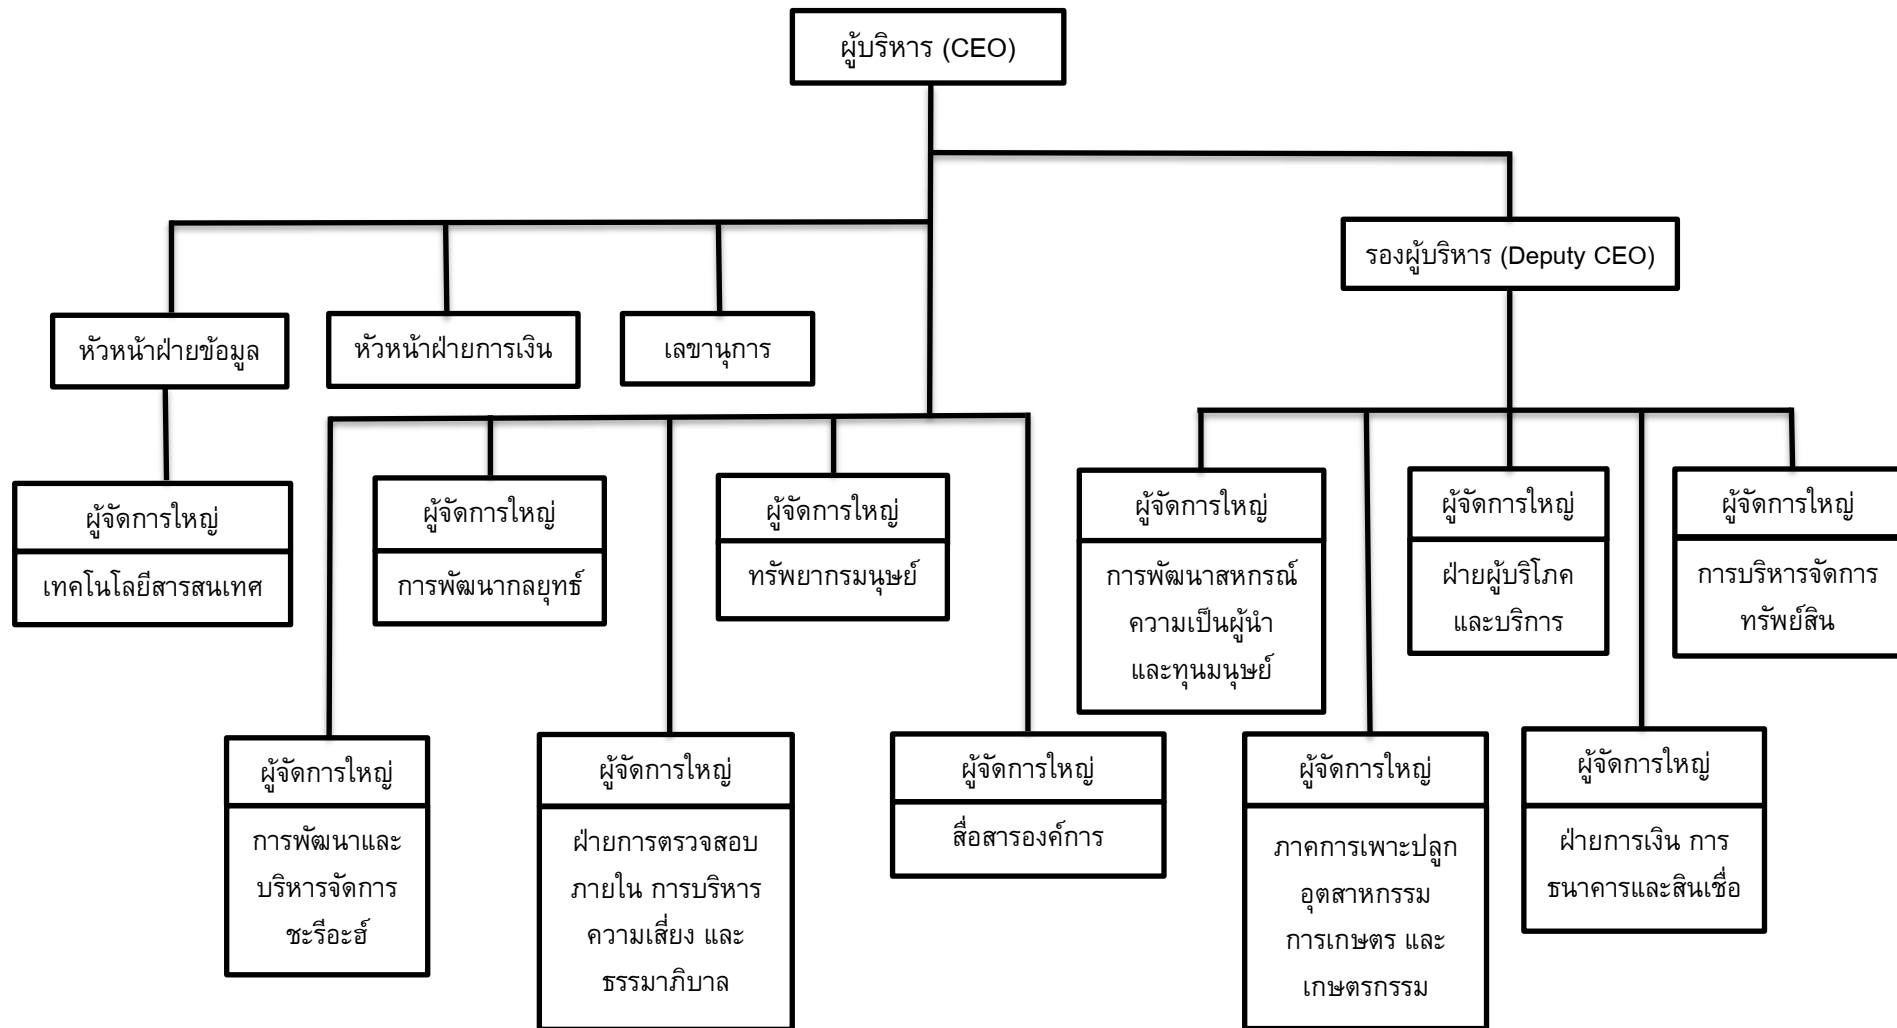 ผู้บริหาร (CEO)
รองผู้บริหาร (Deputy CEO)
หัวหน้าฝ่ายข้อมูล
หัวหน้าฝ่ายการเงิน
เลขานุการ
ผู้จัดการใหญ่
เทคโนโลยีสารสนเทศ
ผู้จัดการใหญ่
การพัฒนากลยุทธ์
ผู้จัดการใหญ่
ทรัพยากรมนุษย์
ผู้จัดการใหญ่
การพัฒนาสหกรณ์
ความเป็นผู้นำ
และทุนมนุษย์
ผู้จัดการใหญ่
ฝ่ายผู้บริโภค
และบริการ
ผู้จัดการใหญ่
การบริหารจัดการ
ทรัพย์สิน
ผู้จัดการใหญ่
การพัฒนาและ
บริหารจัดการ
ชะรีอะฮ์
ผู้จัดการใหญ่
ฝ่ายการตรวจสอบ
ภายใน การบริหาร
ความเสี่ยง และ
ธรรมาภิบาล
ผู้จัดการใหญ่
สื่อสารองค์การ
ผู้จัดการใหญ่
ภาคการเพาะปลูก
อุตสาหกรรม
การเกษตร และ
เกษตรกรรม
ผู้จัดการใหญ่
ฝ่ายการเงิน การ
ธนาคารและสินเชื่อ